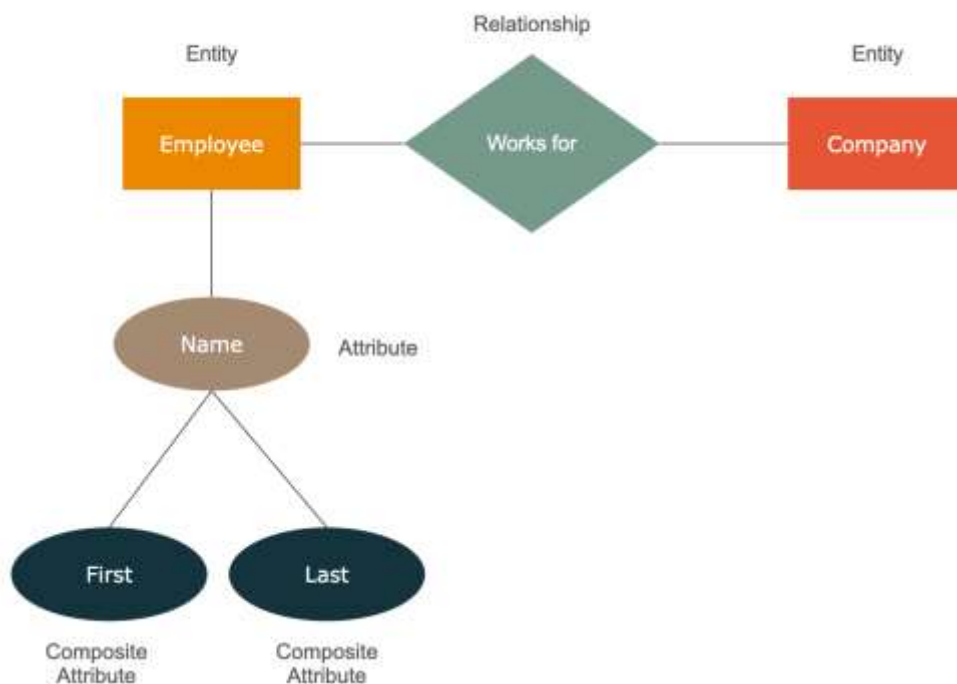 Relationship
Entity
Entity
Employee
Works for
Company
Name
Attribute
First
Last
Composite
Attribute
Composite
Attribute